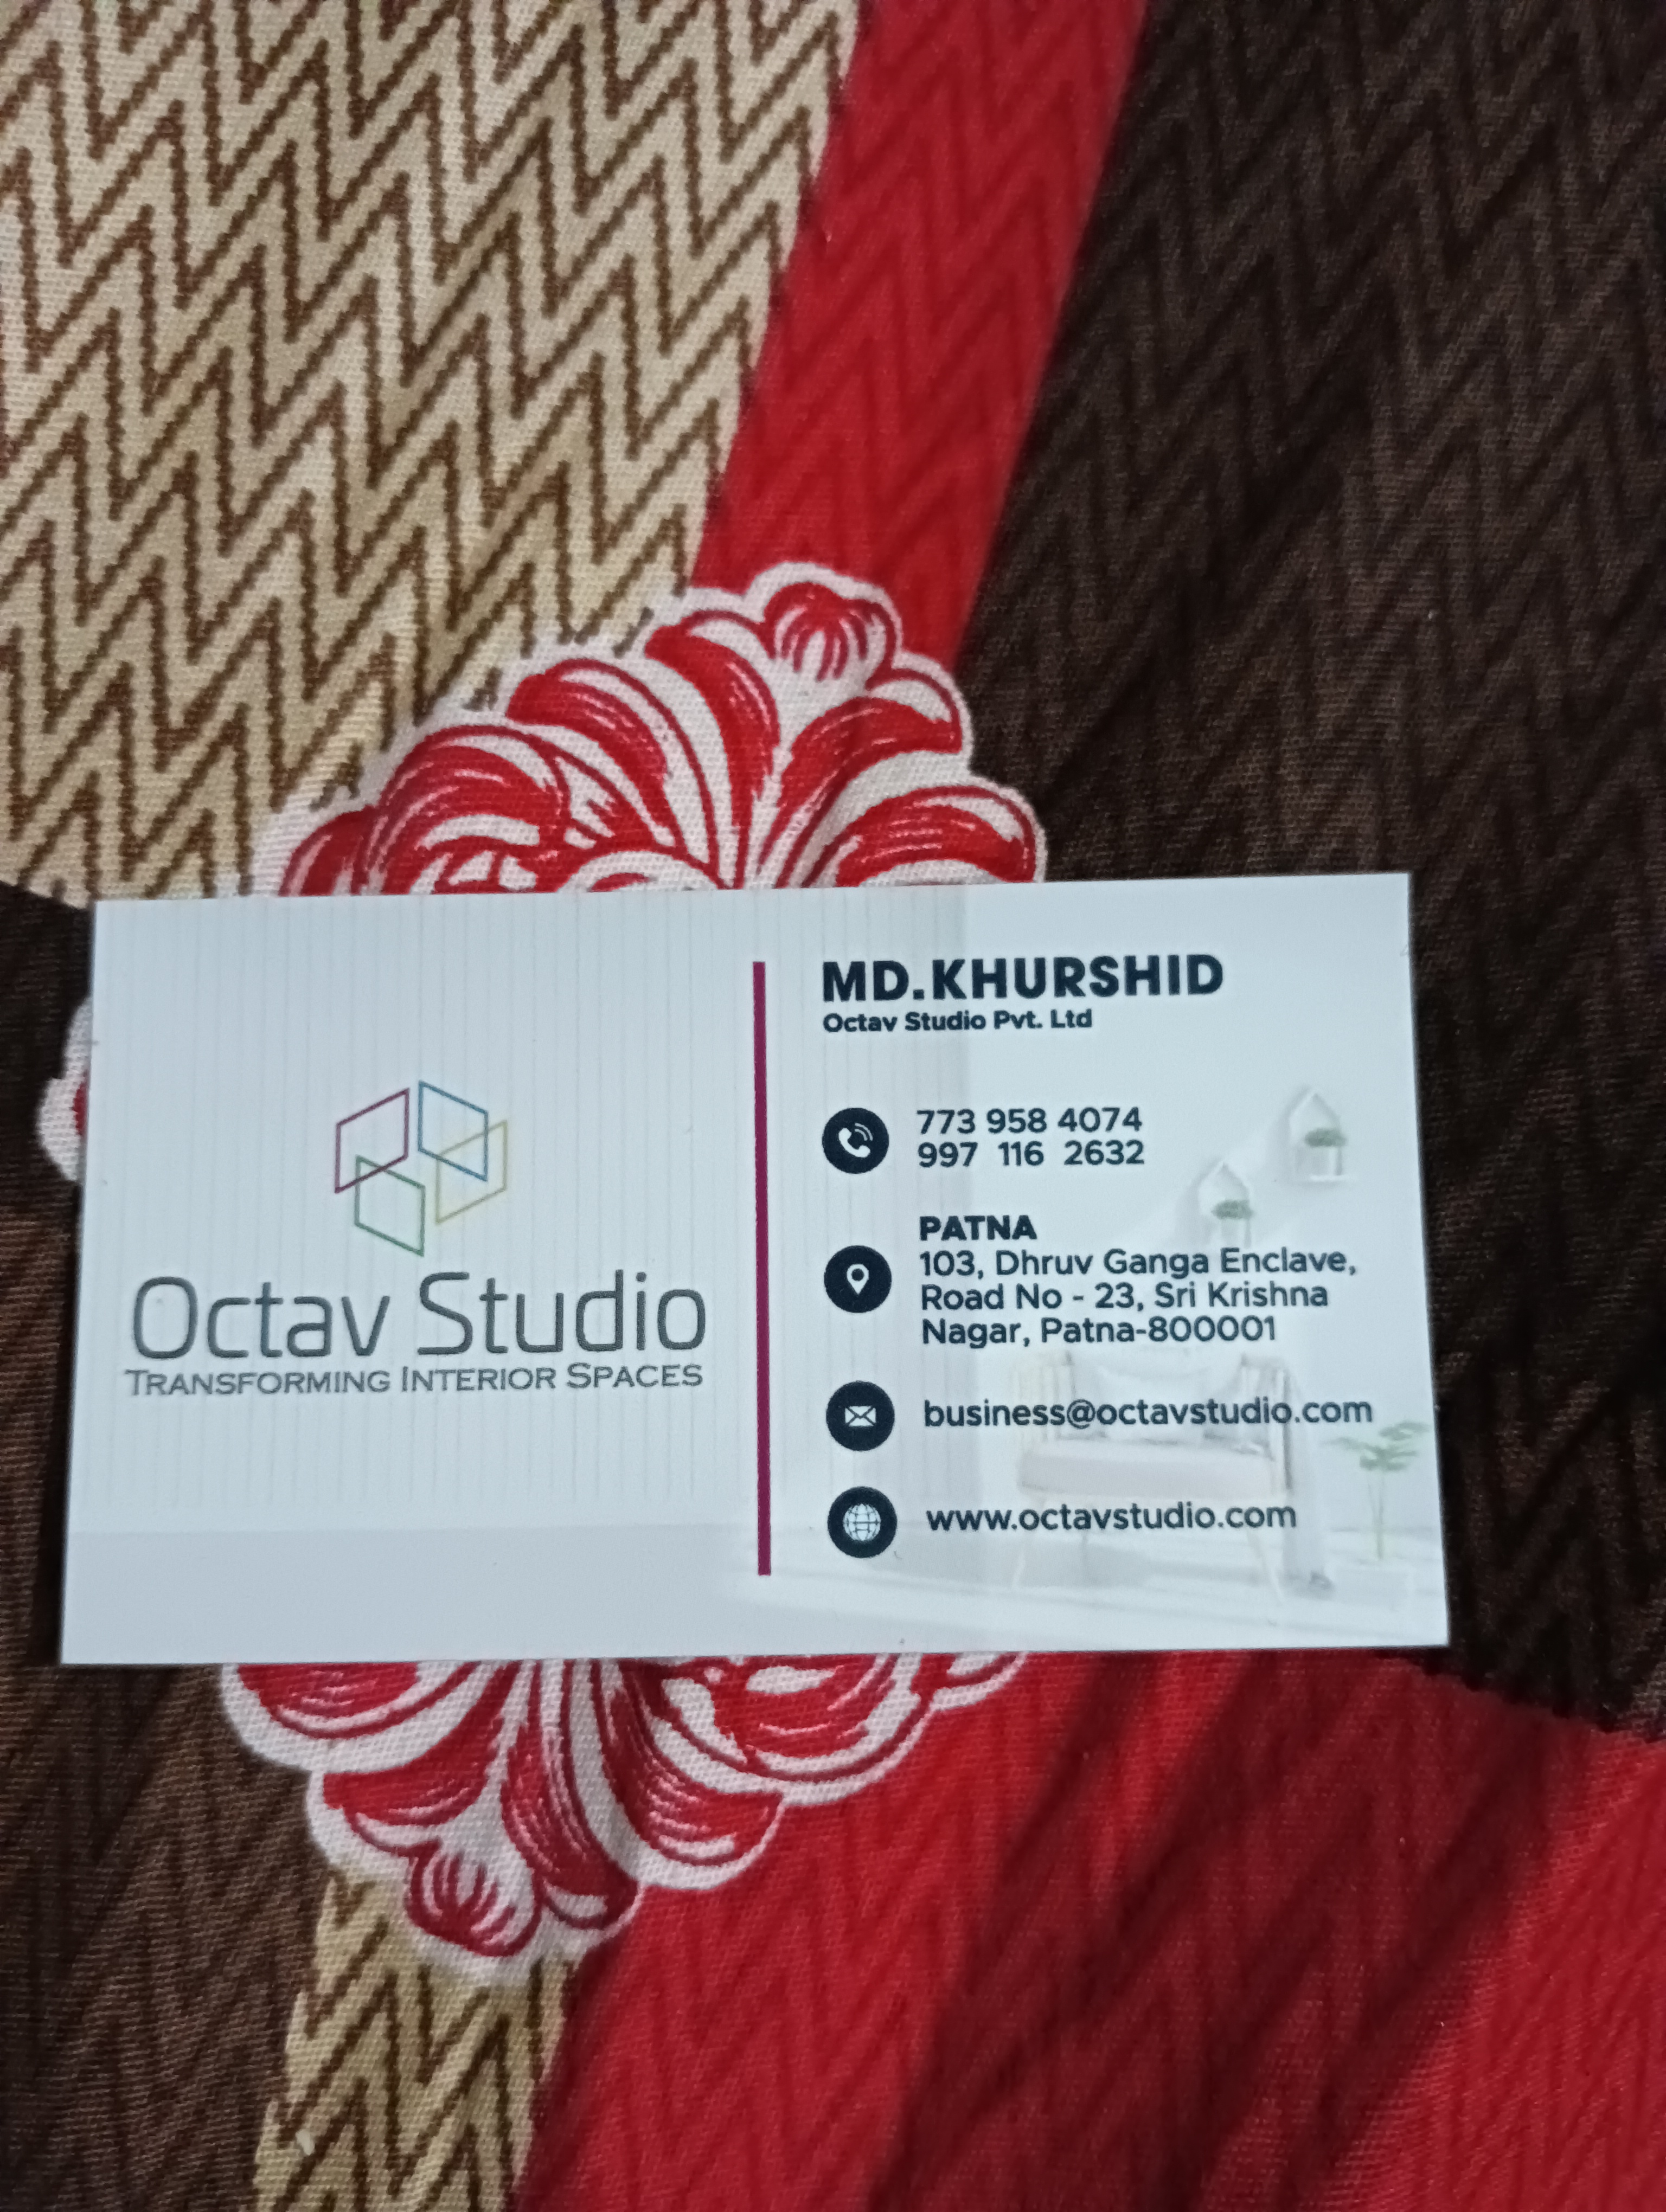 Octav Studio
TRANSFORMING INTERIOR SPACES
MD.KHURSHID
Octav Studio Pvt. Ltd
773 958 4074
997 116 2632
PATNA
103, Dhruv Ganga Enclave,
Road No - 23, Sri Krishna
Nagar, Patna-800001
business@octavstudio.com
www.octavstudio.com